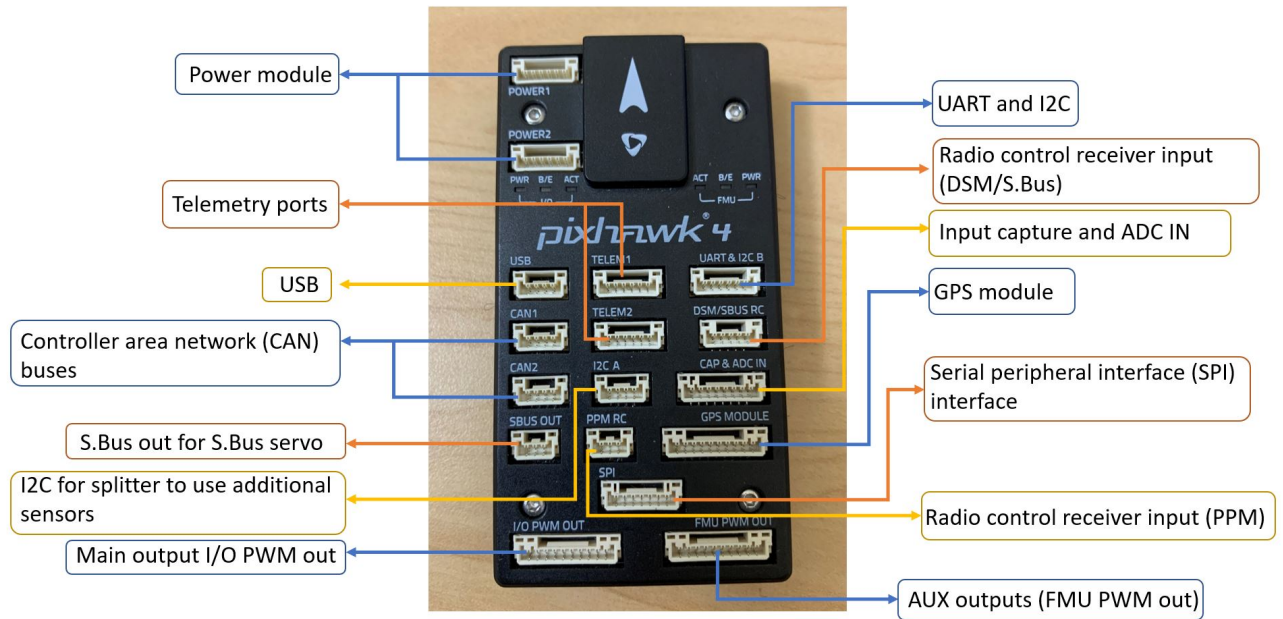 Power module
Telemetry ports
USB
Controller area network (CAN)
buses
S.Bus out for S.Bus servo
I2C for splitter to use additional
sensors
Main output I/O PWM out
POWER1
POWER2
PWR B/E ACT
I/O
ACT B/E PWR
FMU
pixhawk® 4
USB
TELEM1
UART & I2C B
CAN1
TELEM2
DSM/SBUS RC
CAN2
I2C A
CAP & ADC IN
SBUS OUT
PPM RC
GPS MODULE
SPI
I/O PWM OUT
FMU PWM OUT
UART and I2C
Radio control receiver input
(DSM/S.Bus)
Input capture and ADC IN
GPS module
Serial peripheral interface (SPI)
interface
Radio control receiver input (PPM)
AUX outputs (FMU PWM out)